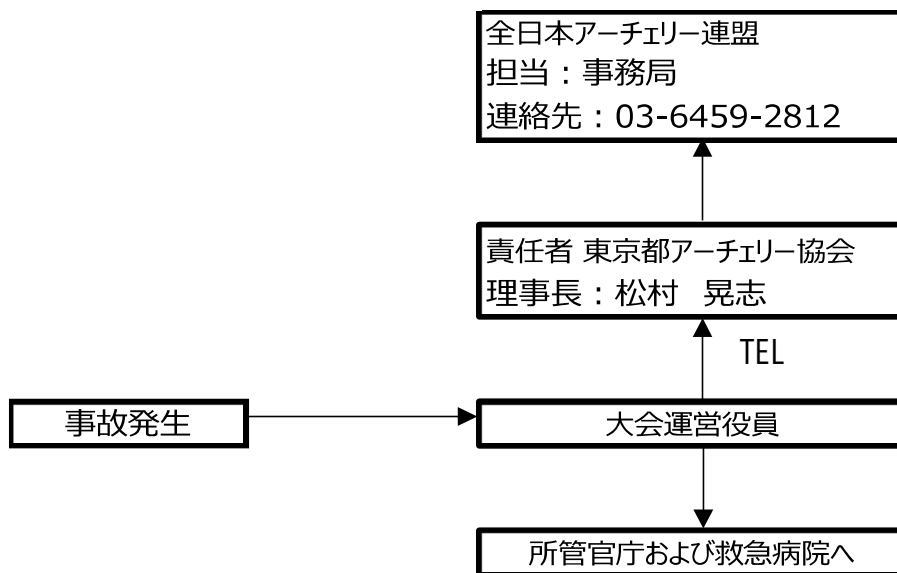 全日本アーチェリー連盟
担当：事務局
連絡先：03-6459-2812
責任者 東京都アーチェリー協会
理事長：松村　晃志
TEL
事故発生
大会運営役員
所管官庁および救急病院へ